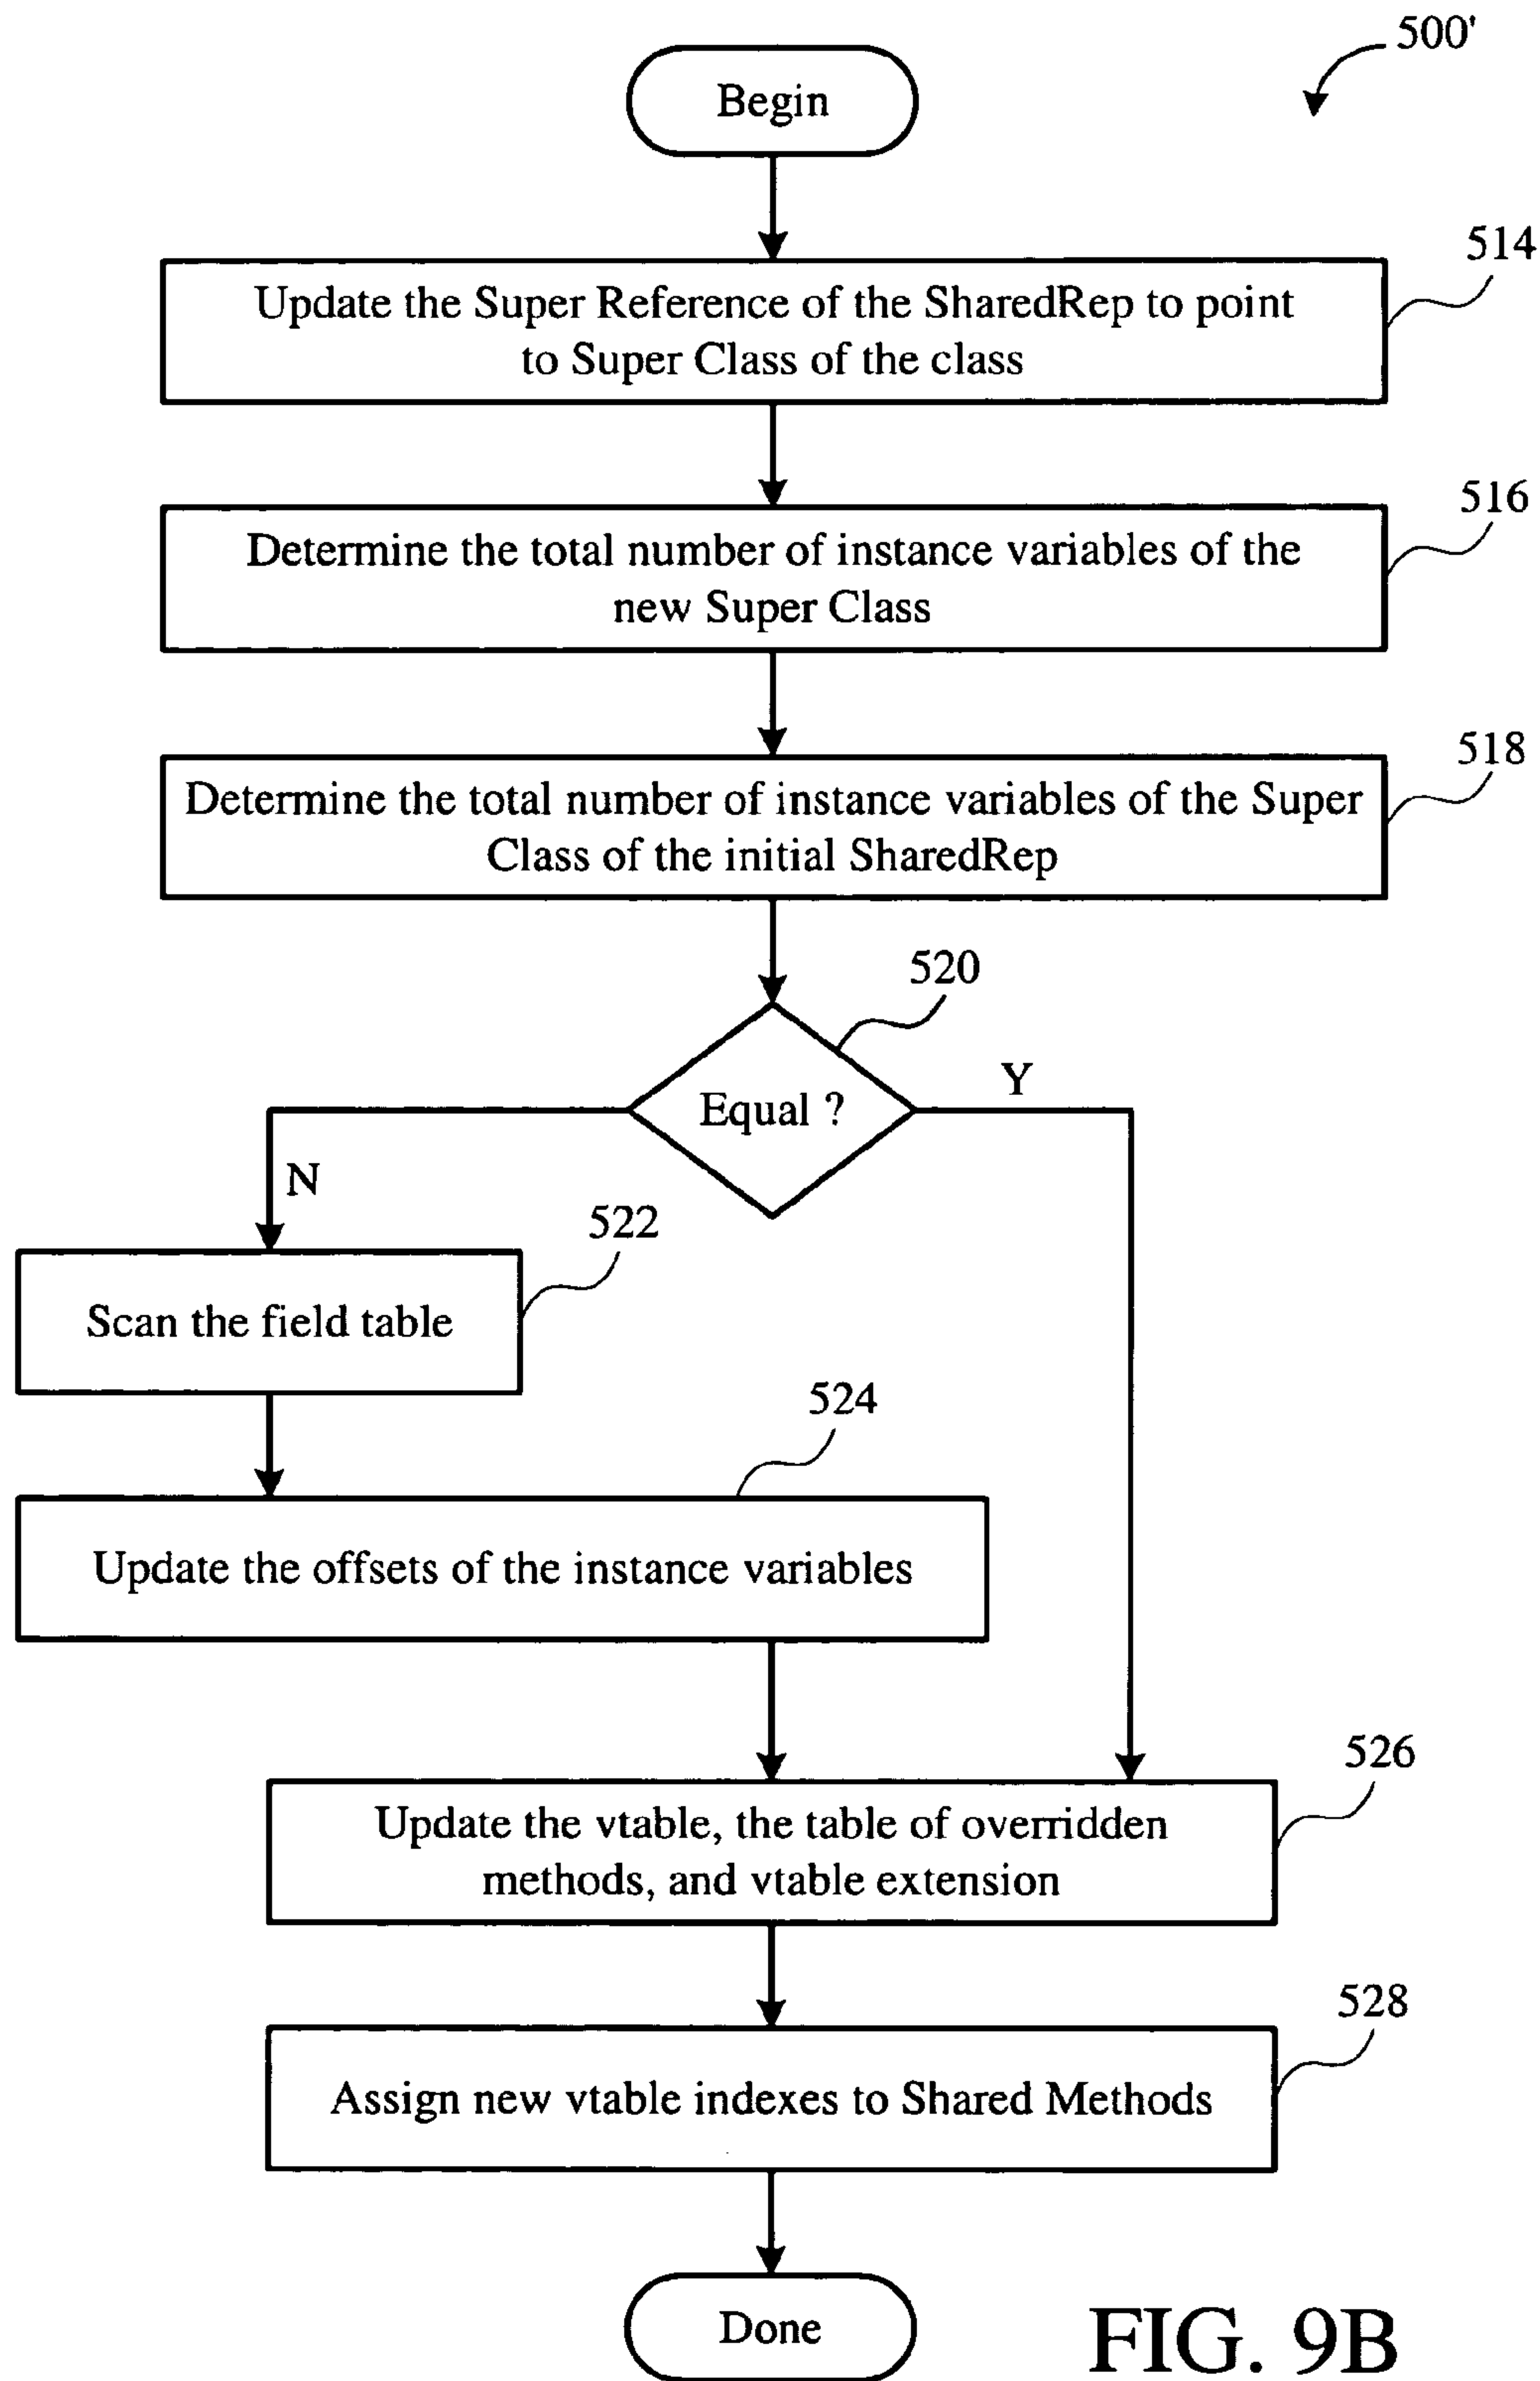 500'
Begin
514
Update the Super Reference of the SharedRep to point
to Super Class of the class
516
Determine the total number of instance variables of the
new Super Class
518
Determine the total number of instance variables of the Super
Class of the initial SharedRep
520
Equal ?
Y
N
522
Scan the field table
524
Update the offsets of the instance variables
526
Update the vtable, the table of overridden
methods, and vtable extension
528
Assign new vtable indexes to Shared Methods
Done
FIG. 9B